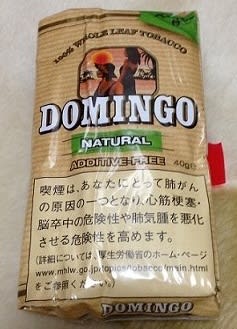 100% WHOLE LEAF TOBACCO
DOMINGO
NATURAL
ADDITIVE-FREE
40g
喫煙は、あなたにとって肺がん
の原因の一つとなり、心筋梗塞・
脳卒中の危険性や肺気腫を悪化
させる危険性を高めます。
(詳細については、厚生労働省のホーム・ページ
www.mhlw.go.jp/topics/tobacco/main.html
をご参照ください。)
DOMINGO